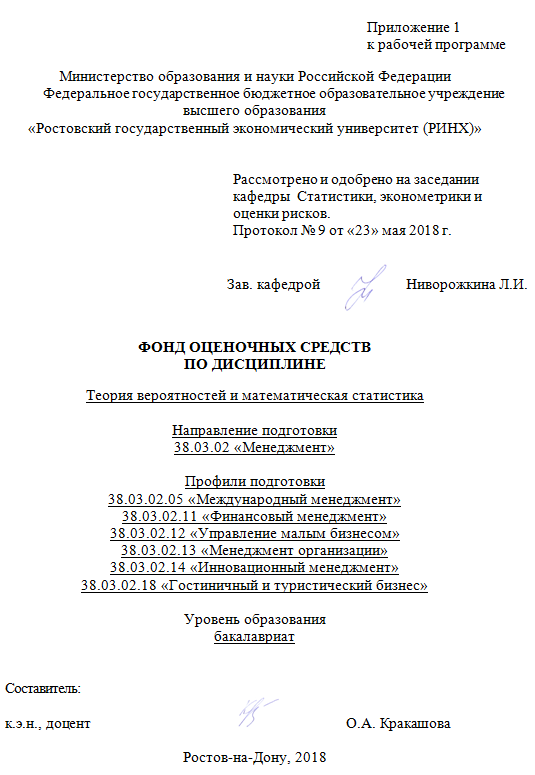 Приложение 1
к рабочей программе
Министерство образования и науки Российской Федерации
Федеральное государственное бюджетное образовательное учреждение
высшего образования
«Ростовский государственный экономический университет (РИНХ)»
Рассмотрено и одобрено на заседании
кафедры Статистики, эконометрики и
оценки рисков.
Протокол № 9 от «23» мая 2018 г.
Зав. кафедрой Ниворожкина Л.И.
ФОНД ОЦЕНОЧНЫХ СРЕДСТВ
ПО ДИСЦИПЛИНЕ
Теория вероятностей и математическая статистика
Направление подготовки
38.03.02 «Менеджмент»
Профили подготовки
38.03.02.05 «Международный менеджмент»
38.03.02.11 «Финансовый менеджмент»
38.03.02.12 «Управление малым бизнесом»
38.03.02.13 «Менеджмент организации»
38.03.02.14 «Инновационный менеджмент»
38.03.02.18 «Гостиничный и туристический бизнес»
Уровень образования
бакалавриат
Составитель:
к.э.н., доцент О.А. Кракашова
Ростов-на-Дону, 2018